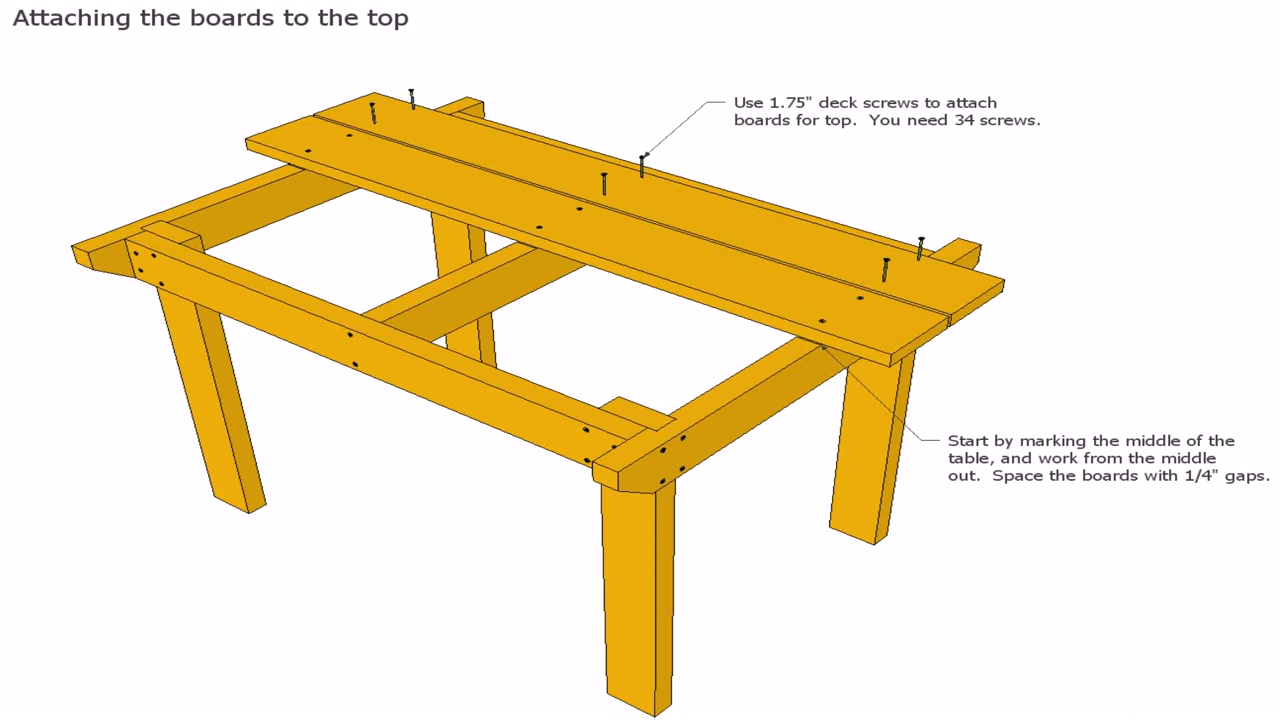 Attaching the boards to the top
Use 1.75" deck screws to attach
boards for top.  You need 34 screws.
Start by marking the middle of the
table, and work from the middle
out.  Space the boards with 1/4" gaps.